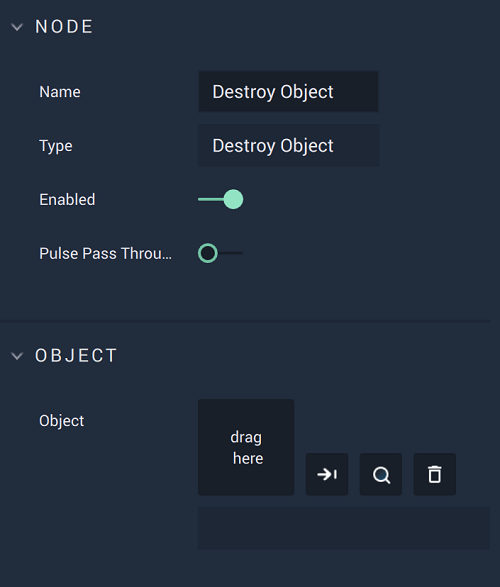 NODE
Name Destroy Object
Type Destroy Object
Enabled
Pulse Pass Throu...
OBJECT
Object
drag
here